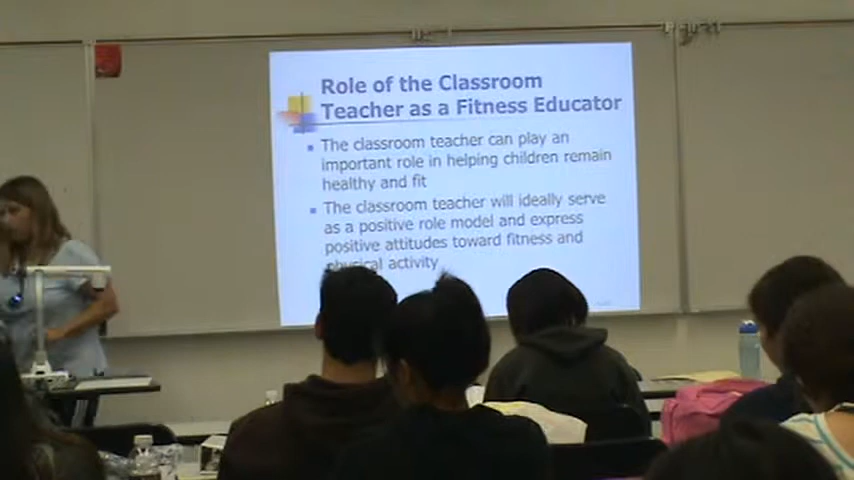 Role of the Classroom
Teacher as a Fitness Educator
The classroom teacher can play an
important role in helping children remain
healthy and fit
The classroom teacher will ideally serve
as a positive role model and express
positive attitudes toward fitness and
physical activity